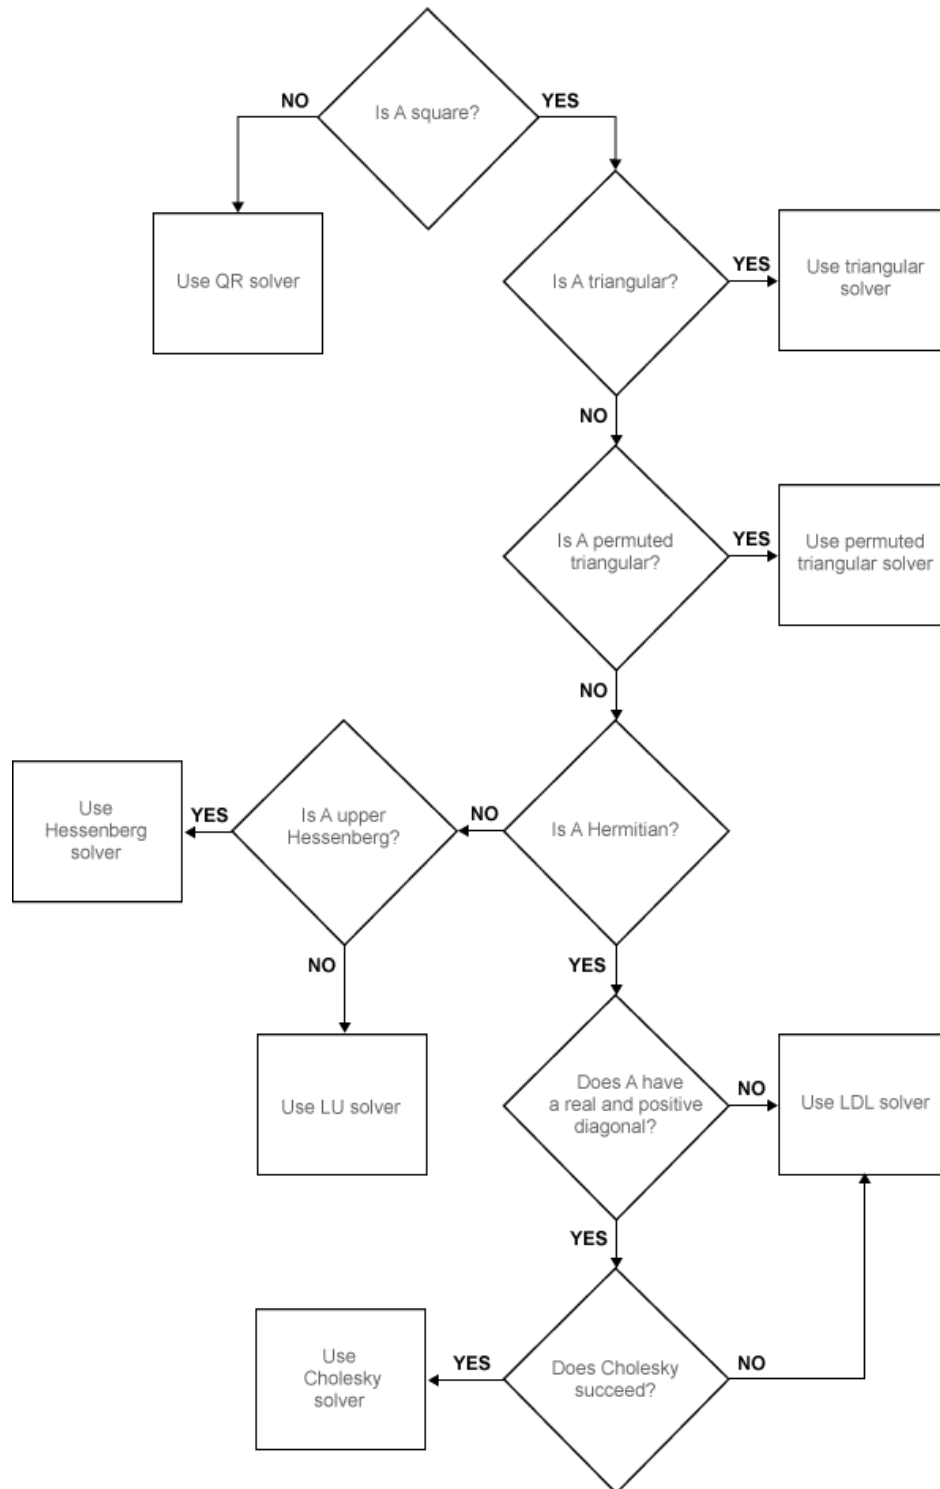 Is A square?
NO
YES
Use QR solver
Is A triangular?
YES
Use triangular
solver
NO
Is A permuted
triangular?
YES
Use permuted
triangular solver
NO
Is A Hermitian?
NO
Is A upper
Hessenberg?
YES
Use
Hessenberg
solver
NO
Use LU solver
YES
Does A have
a real and positive
diagonal?
NO
Use LDL solver
YES
Does Cholesky
succeed?
YES
Use
Cholesky
solver
NO